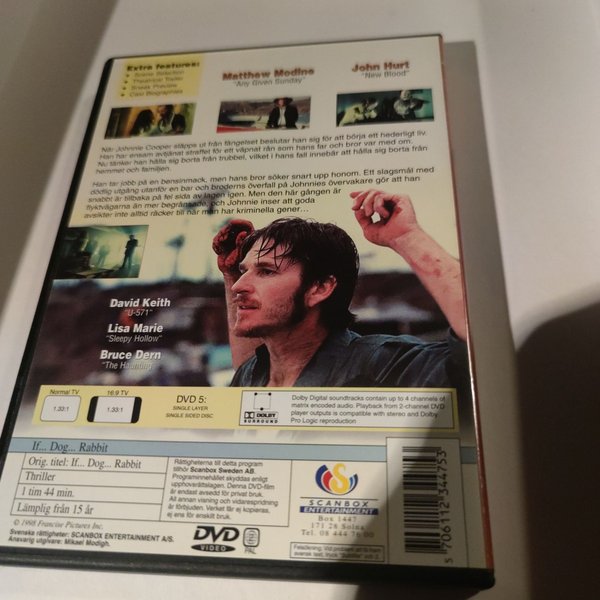 Extra features:
Scene Selection
Theatrical Trailer
Sneak Preview
Cast Biographies
Matthew Modine
"Any Given Sunday"
John Hurt
"New Blood"
När Johnnie Cooper släpps ut från fängelset beslutar han sig för att börja ett hederligt liv.
Han har ensam avtjänat straffet för ett väpnat rån som hans far och bror var med om.
Nu tänker han hålla sig borta från trubbel, vilket i hans fall innebär att hålla sig borta från
hemmet och familjen.
Han tar jobb på en bensinmack, men hans bror söker snart upp honom. Ett slagsmål med
dödlig utgång utanför en bar och broderns överfall på Johnnies övervakare gör att han
snabbt är tillbaka på fel sida av lagen igen. Men den här gången är
flyktvägarna än mer begränsade, och Johnnie inser att goda
avsikter inte alltid räcker till när man har kriminella gener...
David Keith
"U-571"
Lisa Marie
"Sleepy Hollow"
Bruce Dern
"The Haunting"
Normal TV
1.33:1
16:9 TV
1.33:1
DVD 5:
SINGLE LAYER
SINGLE SIDED DISC
DOLBY
SURROUND
Dolby Digital soundtracks contain up to 4 channels of
matrix encoded audio. Playback from 2-channel DVD
player outputs is compatible with stereo and Dolby
Pro Logic reproduction
If... Dog... Rabbit
Orig. titel: If... Dog... Rabbit
Thriller
1 tim 44 min.
Lämplig från 15 år
© 1998 Franchise Pictures Inc.
Svenska rättigheter: SCANBOX ENTERTAINMENT A/S.
Ansvarig utgivare: Mikael Modigh.
Rättigheterna till detta program
tillhör Scanbox Sweden AB.
Programinnehållet skyddas enligt
upphovsrättslagen. Denna DVD-film
är endast avsedd för privat bruk.
All annan visning och vidarespridning
är förbjuden. Verket får ej kopieras,
ej ens för enskilt bruk.
DVD
VIDEO
2
PAL
SCANBOX
ENTERTAINMENT
Box 1447
171 28 Solna
Tel. 08 444 76 00
5 706112 344753